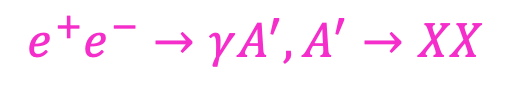 e⁺e⁻ → γA′, A′ → XX